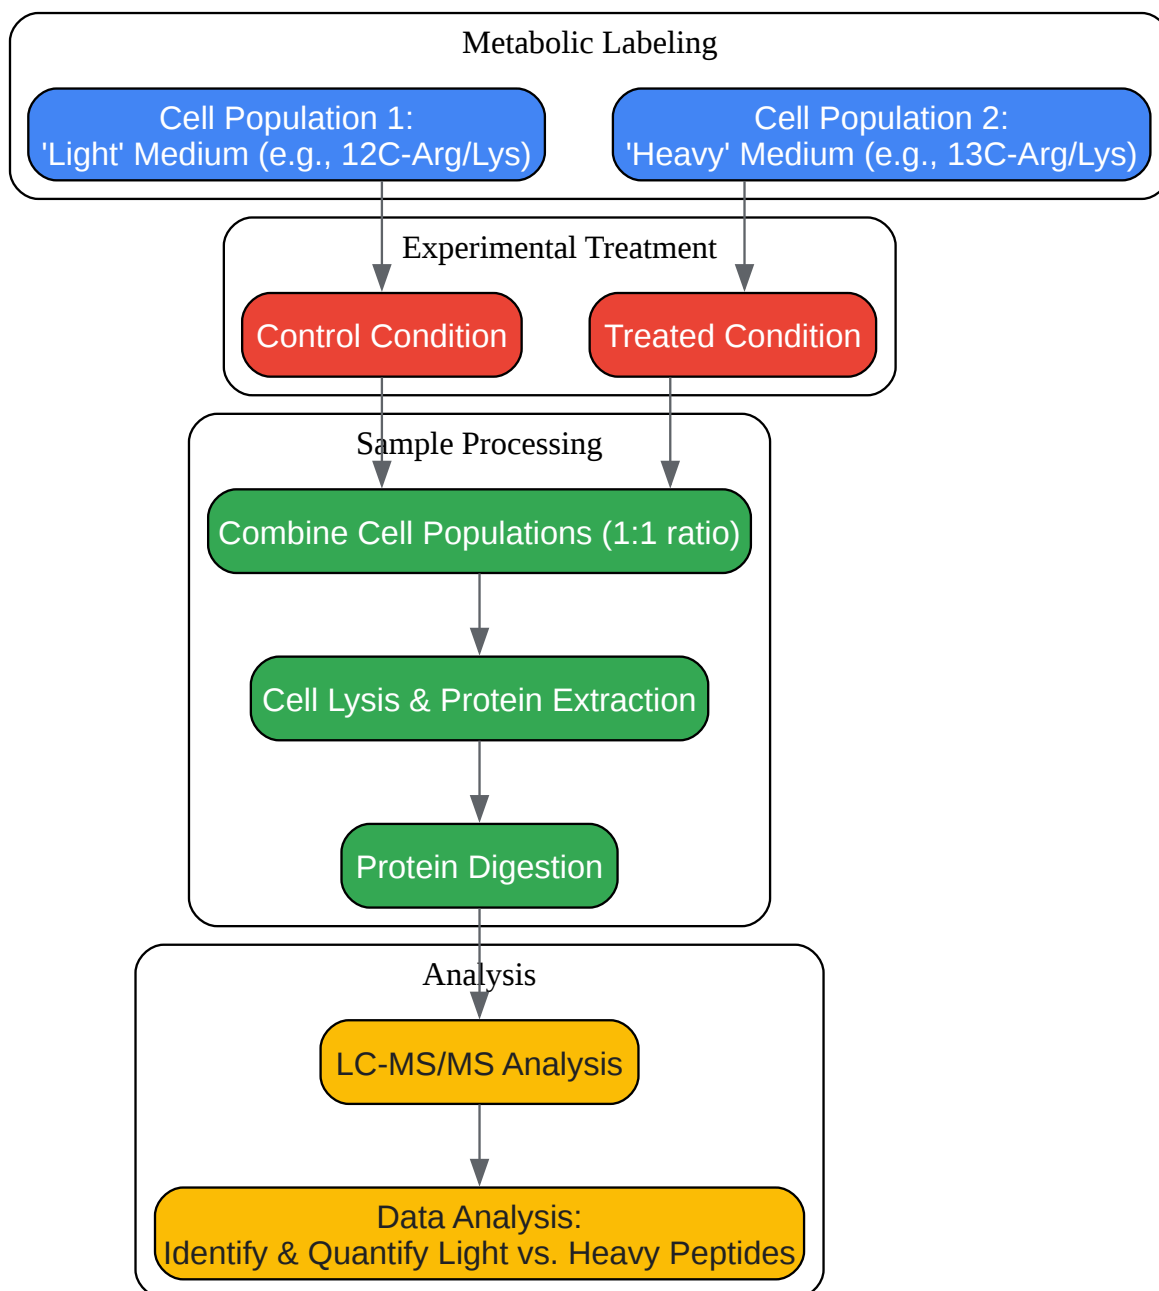 Metabolic Labeling
Cell Population 1:
'Light' Medium (e.g., 12C-Arg/Lys)
Cell Population 2:
'Heavy' Medium (e.g., 13C-Arg/Lys)
Experimental Treatment
Control Condition
Treated Condition
Sample Processing
Combine Cell Populations (1:1 ratio)
Cell Lysis & Protein Extraction
Protein Digestion
Analysis
LC-MS/MS Analysis
Data Analysis:
Identify & Quantify Light vs. Heavy Peptides